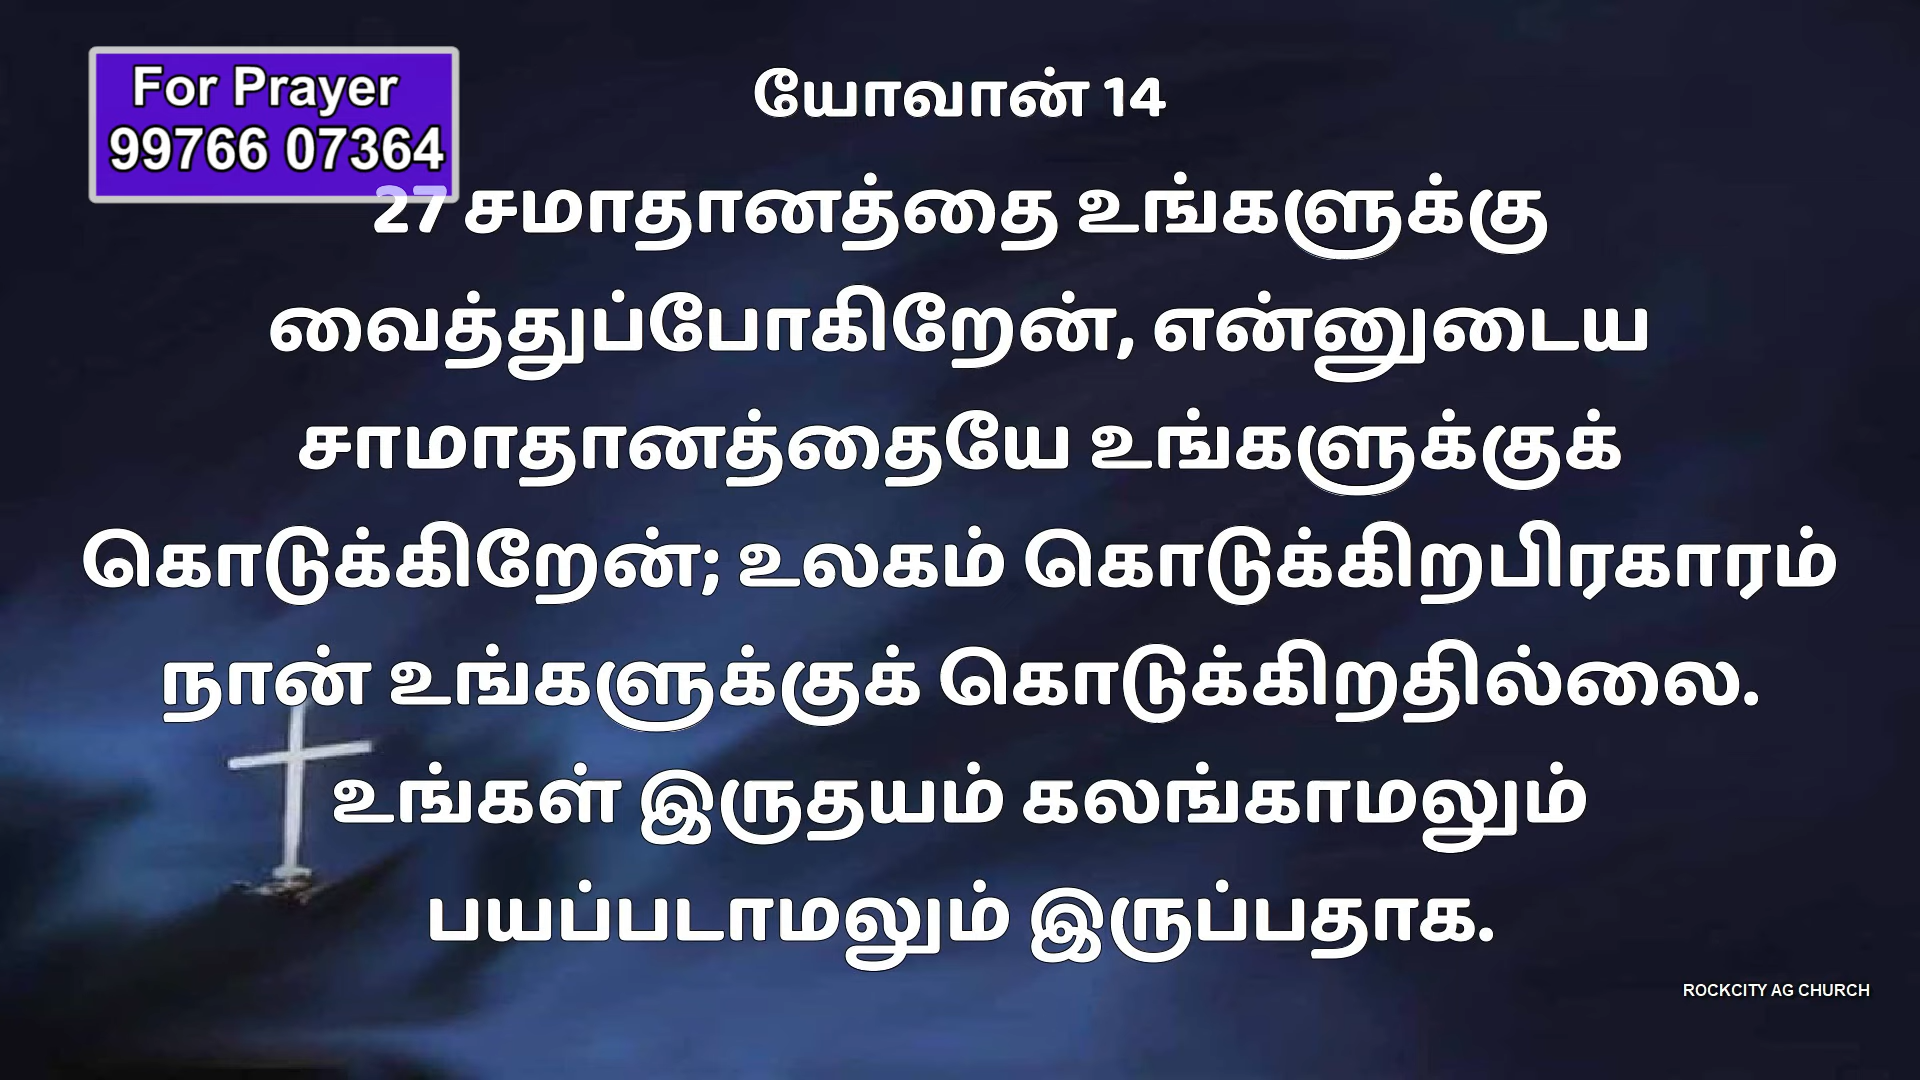 For Prayer
99766 07364
யோவான் 14
27 சமாதானத்தை உங்களுக்கு
வைத்துப்போகிறேன், என்னுடைய
சாமாதானத்தையே உங்களுக்குக்
கொடுக்கிறேன்; உலகம் கொடுக்கிறபிரகாரம்
நான் உங்களுக்குக் கொடுக்கிறதில்லை.
உங்கள் இருதயம் கலங்காமலும்
பயப்படாமலும் இருப்பதாக.
ROCKCITY AG CHURCH